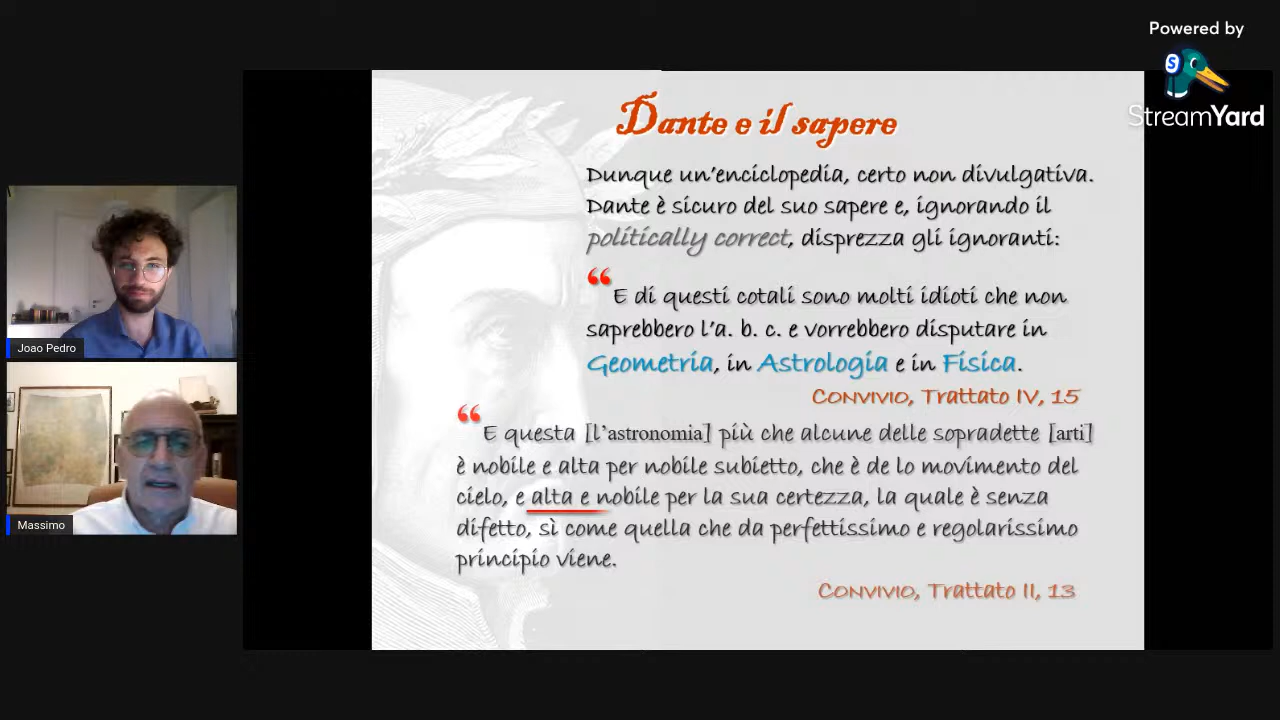 Powered by
StreamYard
Dante e il sapere
Dunque un'enciclopedia, certo non divulgativa.
Dante è sicuro del suo sapere e, ignorando il
politically correct, disprezza gli ignoranti:
“E di questi cotali sono molti idioti che non
saprebbero l'a. b. c. e vorrebbero disputare in
Geometria, in Astrologia e in Fisica.
CONVIVIO, Trattato IV, 15
“E questa [l'astronomia] più che alcune delle sopradette [arti]
è nobile e alta per nobile subietto, che è de lo movimento del
cielo, e alta e nobile per la sua certezza, la quale è senza
difetto, sì come quella che da perfettissimo e regolarissimo
principio viene.
CONVIVIO, Trattato II, 13
Joao Pedro
Massimo